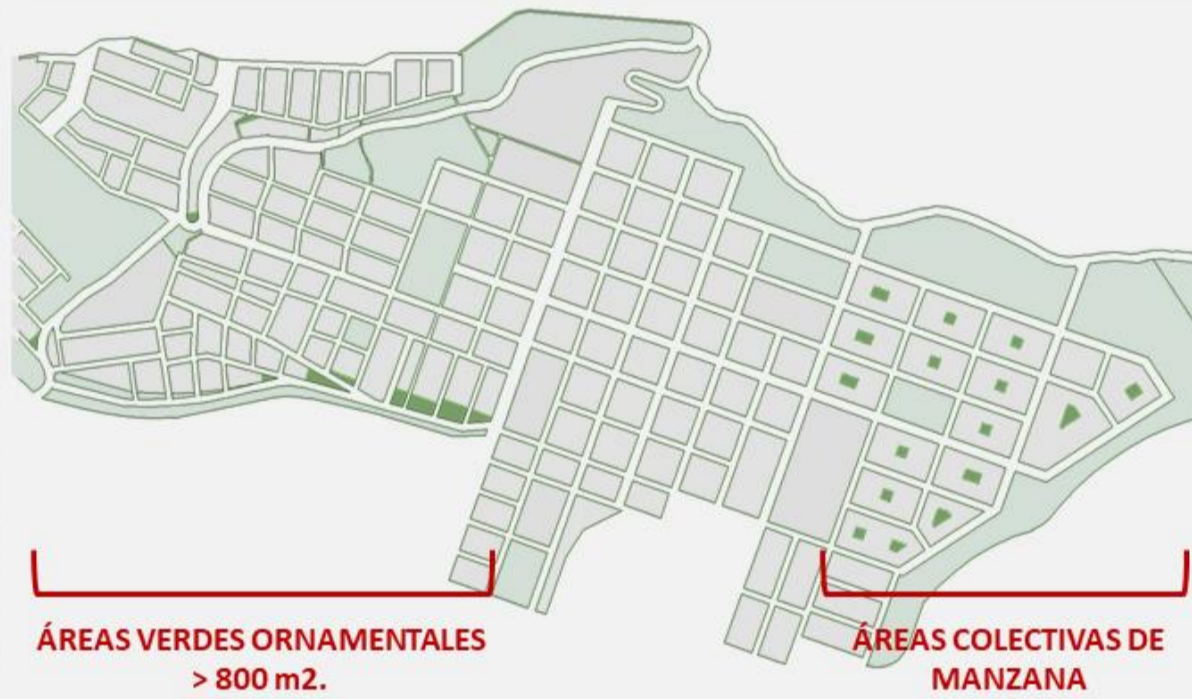 ÁREAS VERDES ORNAMENTALES
> 800 m2.
ÁREAS COLECTIVAS DE
MANZANA